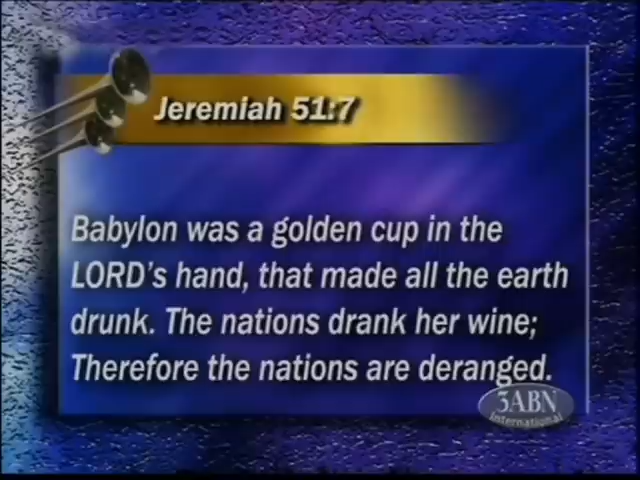 Jeremiah 51:7
Babylon was a golden cup in the
LORD's hand, that made all the earth
drunk. The nations drank her wine;
Therefore the nations are deranged.
3ABN
International